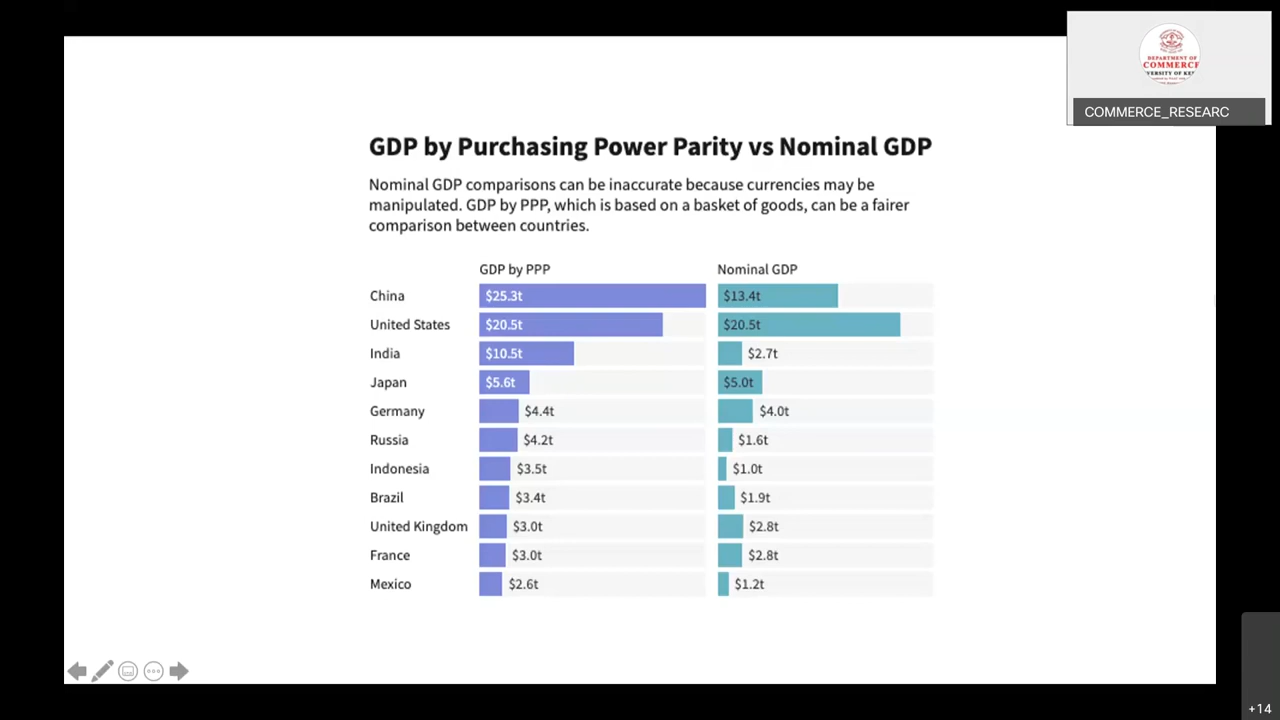 DEPARTMENT OF
COMMERCE
COMMERCE_RESEARC
GDP by Purchasing Power Parity vs Nominal GDP
Nominal GDP comparisons can be inaccurate because currencies may be
manipulated. GDP by PPP, which is based on a basket of goods, can be a fairer
comparison between countries.
GDP by PPP Nominal GDP
China $25.3t $13.4t
United States $20.5t $20.5t
India $10.5t $2.7t
Japan $5.6t $5.0t
Germany $4.4t $4.0t
Russia $4.2t $1.6t
Indonesia $3.5t $1.0t
Brazil $3.4t $1.9t
United Kingdom $3.0t $2.8t
France $3.0t $2.8t
Mexico $2.6t $1.2t
+14